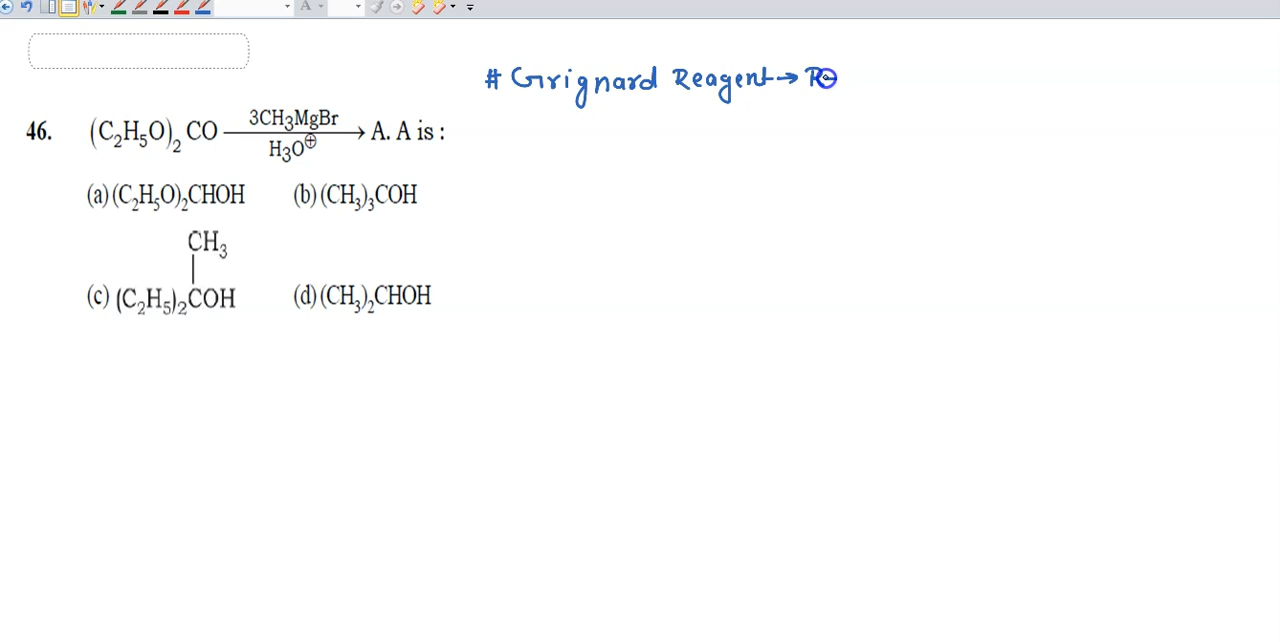 # Grignard Reagent → R⊖
46. (C₂H₅O)₂ CO 3CH₃MgBr / H₃O⊕ → A. A is :
(a) (C₂H₅O)₂CHOH (b) (CH₃)₃COH
CH₃
|
(c) (C₂H₅)₂COH (d) (CH₃)₂CHOH